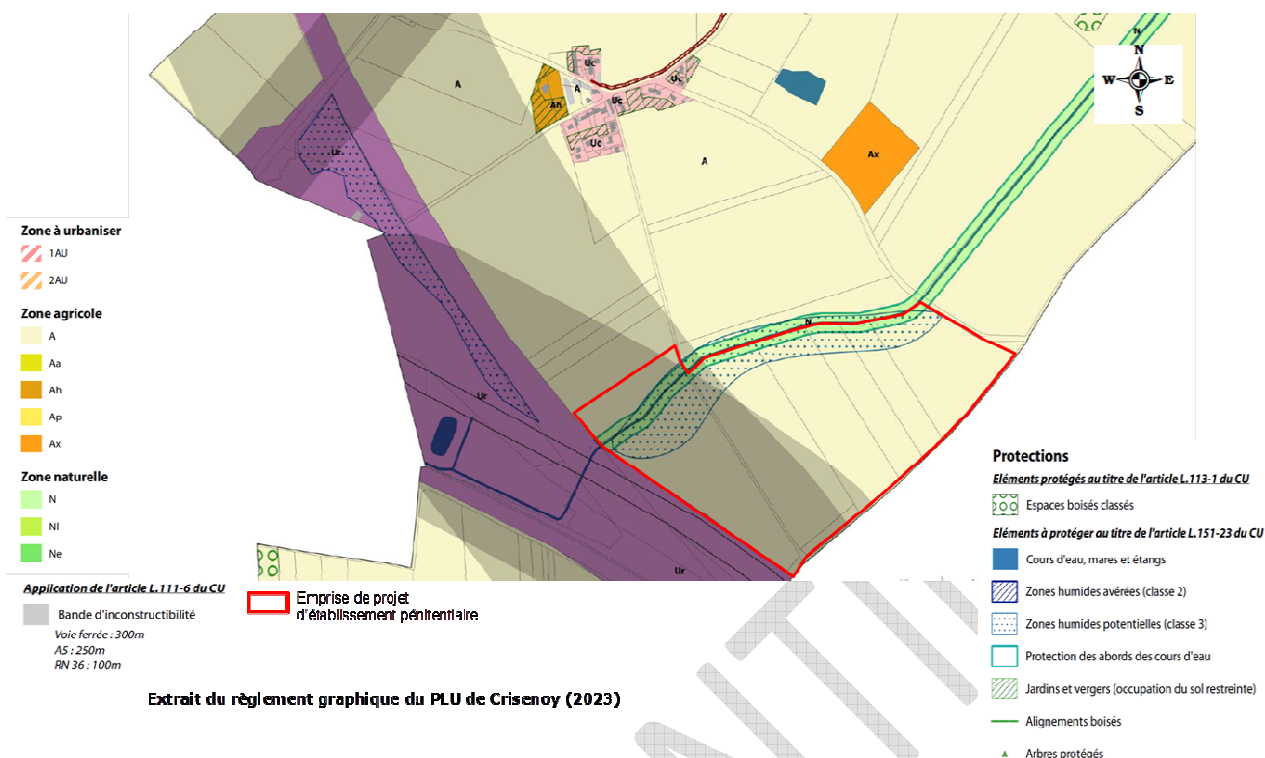 N
N
W E
S
Uc
A
Ah
A
Uc
Uc
Uc
Ur
A
Ax
N
Ur
Ur
Zone à urbaniser
1AU
2AU
Zone agricole
A
Aa
Ah
Ap
Ax
Zone naturelle
N
Nl
Ne
Application de l'article L.111-6 du CU
Bande d'inconstructibilité
Voie ferrée : 300m
A5 : 250m
RN 36 : 100m
Emprise de projet
d'établissement pénitentiaire
Extrait du règlement graphique du PLU de Crisenoy (2023)
Protections
Eléments protégés au titre de l'article L.113-1 du CU
Espaces boisés classés
Eléments à protéger au titre de l'article L.151-23 du CU
Cours d'eau, mares et étangs
Zones humides avérées (classe 2)
Zones humides potentielles (classe 3)
Protection des abords des cours d'eau
Jardins et vergers (occupation du sol restreinte)
Alignements boisés
Arbres protégés